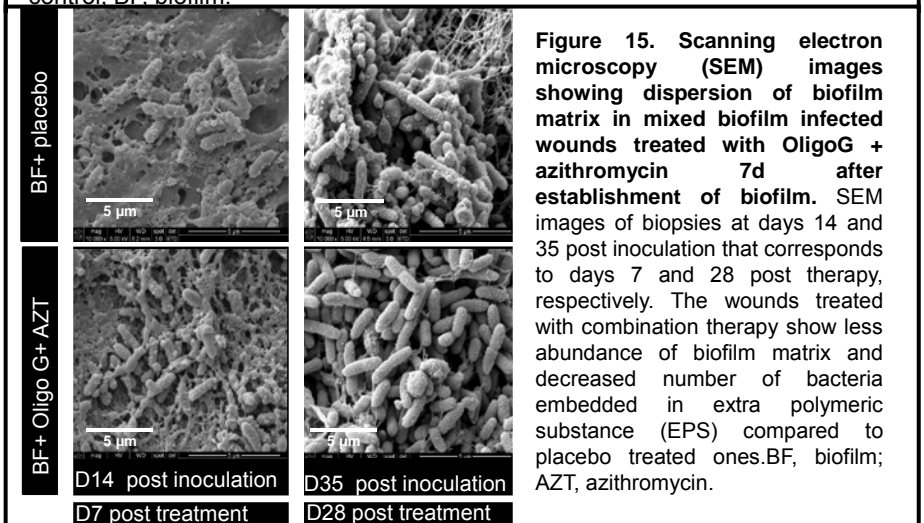 control; BF, biofilm.
BF+ placebo
5 µm
5 µm
BF+ Oligo G+ AZT
5 µm
5 µm
D14 post inoculation
D35 post inoculation
D7 post treatment
D28 post treatment
Figure 15. Scanning electron
microscopy (SEM) images
showing dispersion of biofilm
matrix in mixed biofilm infected
wounds treated with OligoG +
azithromycin 7d after
establishment of biofilm. SEM
images of biopsies at days 14 and
35 post inoculation that corresponds
to days 7 and 28 post therapy,
respectively. The wounds treated
with combination therapy show less
abundance of biofilm matrix and
decreased number of bacteria
embedded in extra polymeric
substance (EPS) compared to
placebo treated ones.BF, biofilm;
AZT, azithromycin.